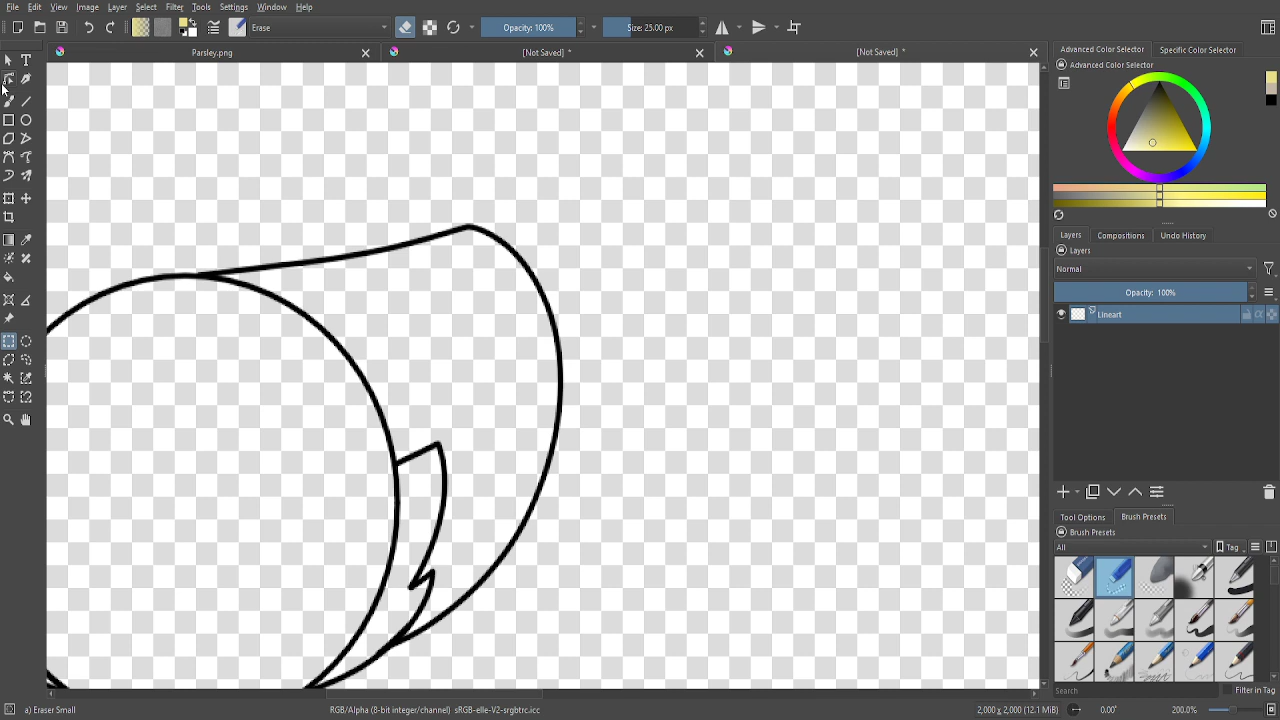 File Edit View Image Layer Select Filter Tools Settings Window Help
Erase Opacity: 100% Size: 25.00 px
Parsley.png [Not Saved] * [Not Saved] *
Advanced Color Selector Specific Color Selector
Advanced Color Selector
Layers Compositions Undo History
Layers
Normal
Opacity: 100%
Lineart
Tool Options Brush Presets
Brush Presets
All Tag
Search Filter in Tag
a) Eraser Small RGB/Alpha (8-bit integer/channel) sRGB-elle-V2-srgbtrc.icc 2,000 x 2,000 (12.1 MiB) 0.00° 200.0%